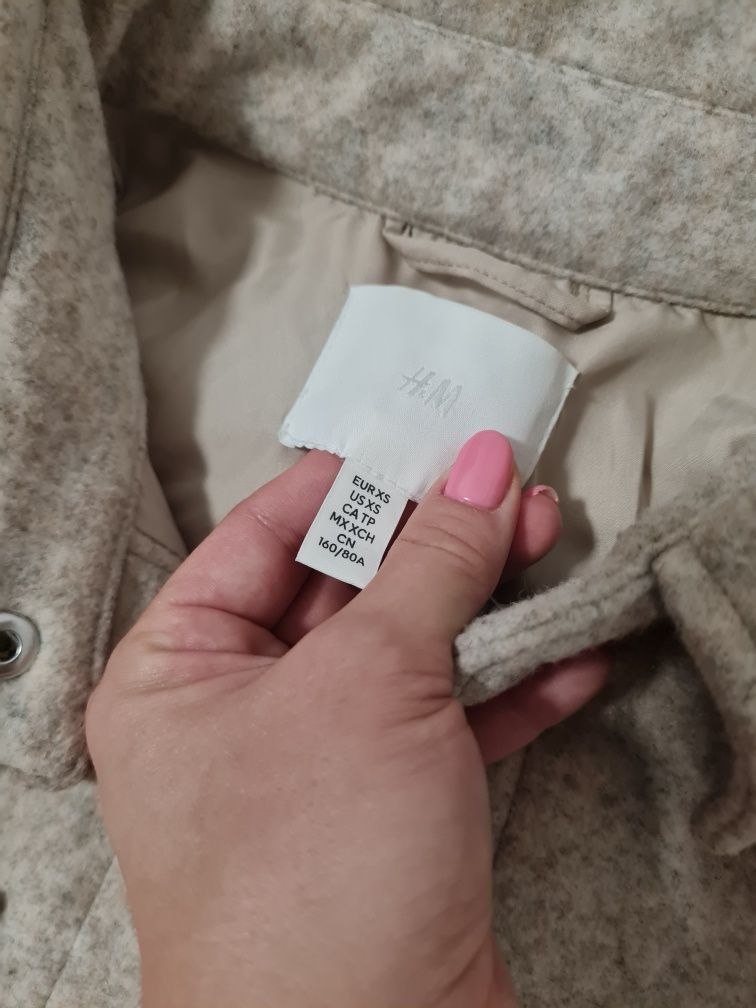 H&M
EUR XS
US XS
CA TP
MX XCH
CN
160/80A